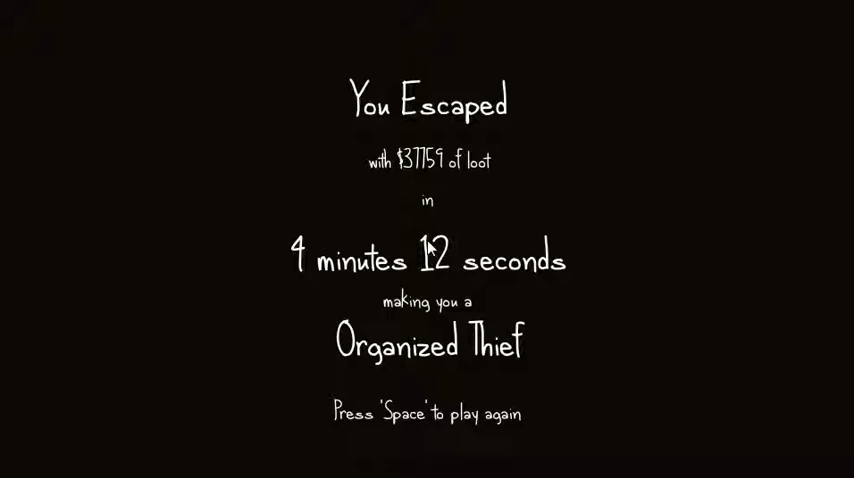 You Escaped
with $37759 of loot
in
4 minutes 12 seconds
making you a
Organized Thief
Press 'Space' to play again